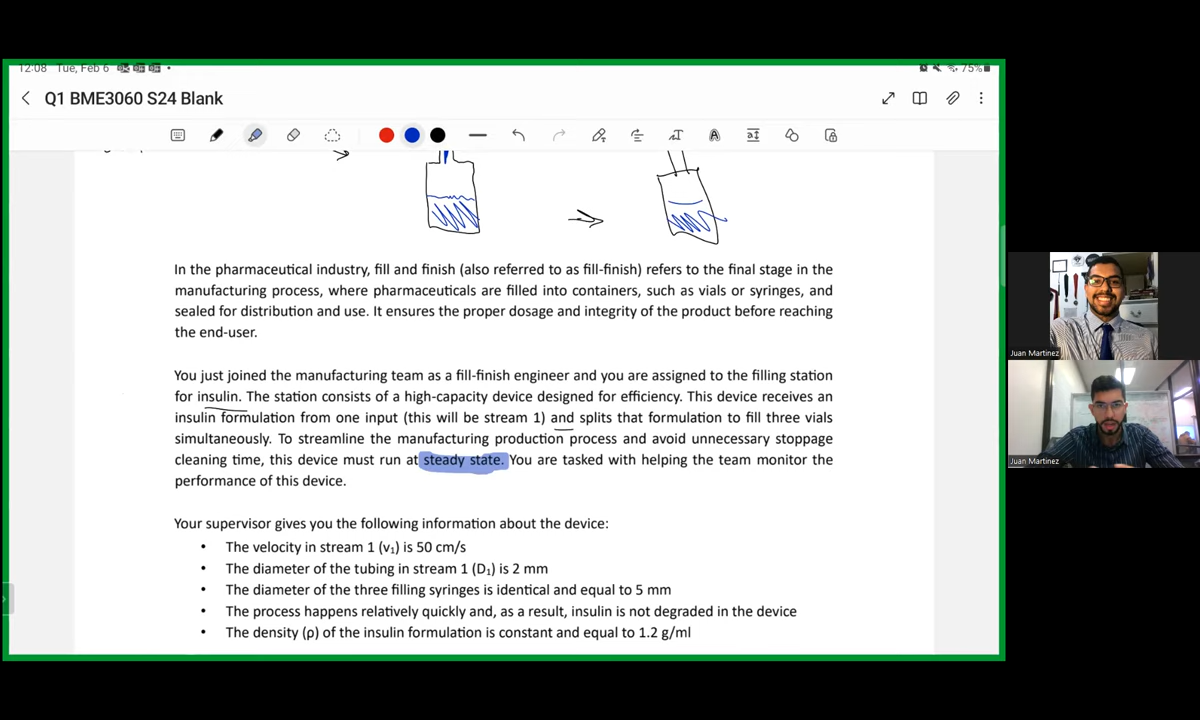 12:08 Tue, Feb 6
75%
Q1 BME3060 S24 Blank
In the pharmaceutical industry, fill and finish (also referred to as fill-finish) refers to the final stage in the
manufacturing process, where pharmaceuticals are filled into containers, such as vials or syringes, and
sealed for distribution and use. It ensures the proper dosage and integrity of the product before reaching
the end-user.
You just joined the manufacturing team as a fill-finish engineer and you are assigned to the filling station
for insulin. The station consists of a high-capacity device designed for efficiency. This device receives an
insulin formulation from one input (this will be stream 1) and splits that formulation to fill three vials
simultaneously. To streamline the manufacturing production process and avoid unnecessary stoppage
cleaning time, this device must run at steady state. You are tasked with helping the team monitor the
performance of this device.
Your supervisor gives you the following information about the device:
• The velocity in stream 1 (v₁) is 50 cm/s
• The diameter of the tubing in stream 1 (D₁) is 2 mm
• The diameter of the three filling syringes is identical and equal to 5 mm
• The process happens relatively quickly and, as a result, insulin is not degraded in the device
• The density (ρ) of the insulin formulation is constant and equal to 1.2 g/ml
Juan Martinez
Juan Martinez